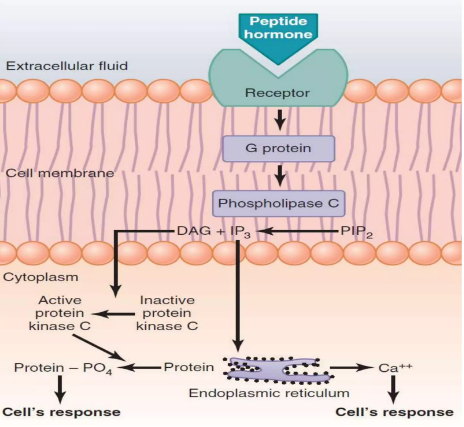 Peptide
hormone
Extracellular fluid
Receptor
G protein
Cell membrane
Phospholipase C
DAG + IP₃
PIP₂
Cytoplasm
Active
protein
kinase C
Inactive
protein
kinase C
Protein – PO₄
Protein
Ca⁺⁺
Endoplasmic reticulum
Cell's response
Cell's response